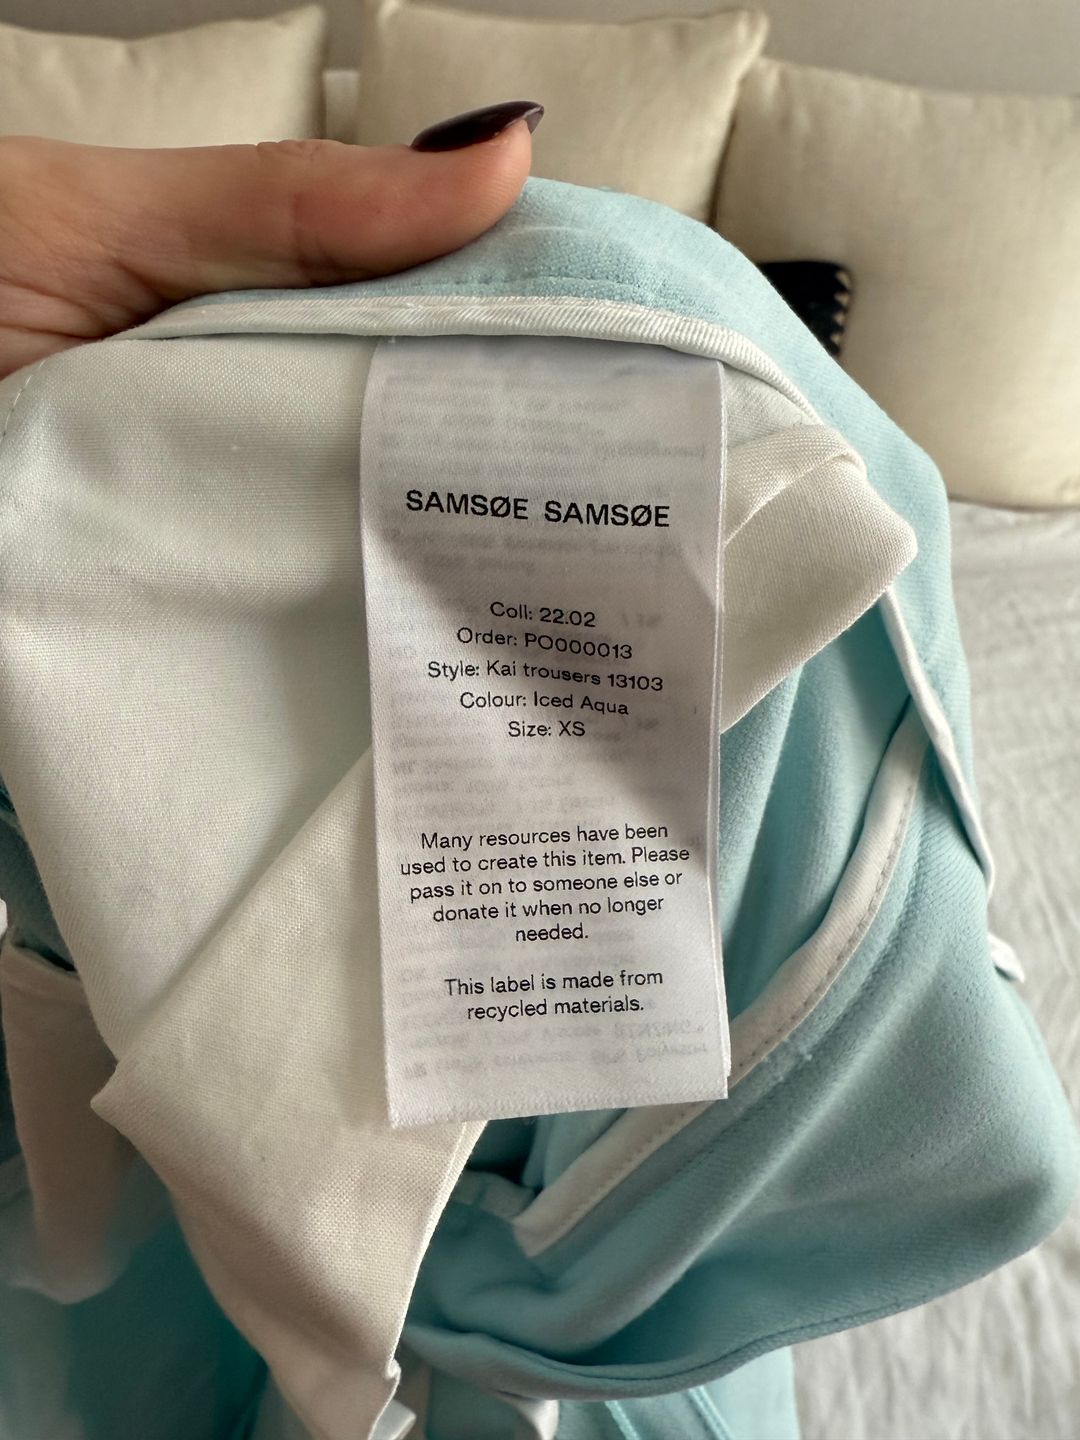 SAMSØE SAMSØE
Coll: 22.02
Order: PO000013
Style: Kai trousers 13103
Colour: Iced Aqua
Size: XS
Many resources have been
used to create this item. Please
pass it on to someone else or
donate it when no longer
needed.
This label is made from
recycled materials.